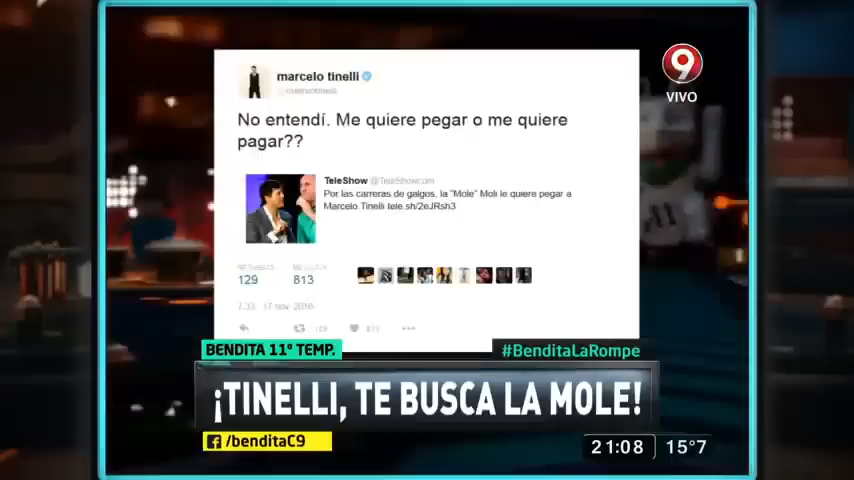 marcelo tinelli
9
VIVO
No entendí. Me quiere pegar o me quiere
pagar??
TeleShow @TeleShowcom
Por las carreras de galgos, la "Mole" Moli le quiere pegar a
Marcelo Tinelli tele.sh/2eJRsh3
129 813
7:33 17 nov. 2016
BENDITA 11° TEMP.
#BenditaLaRompe
¡TINELLI, TE BUSCA LA MOLE!
/benditaC9
21:08 15°7